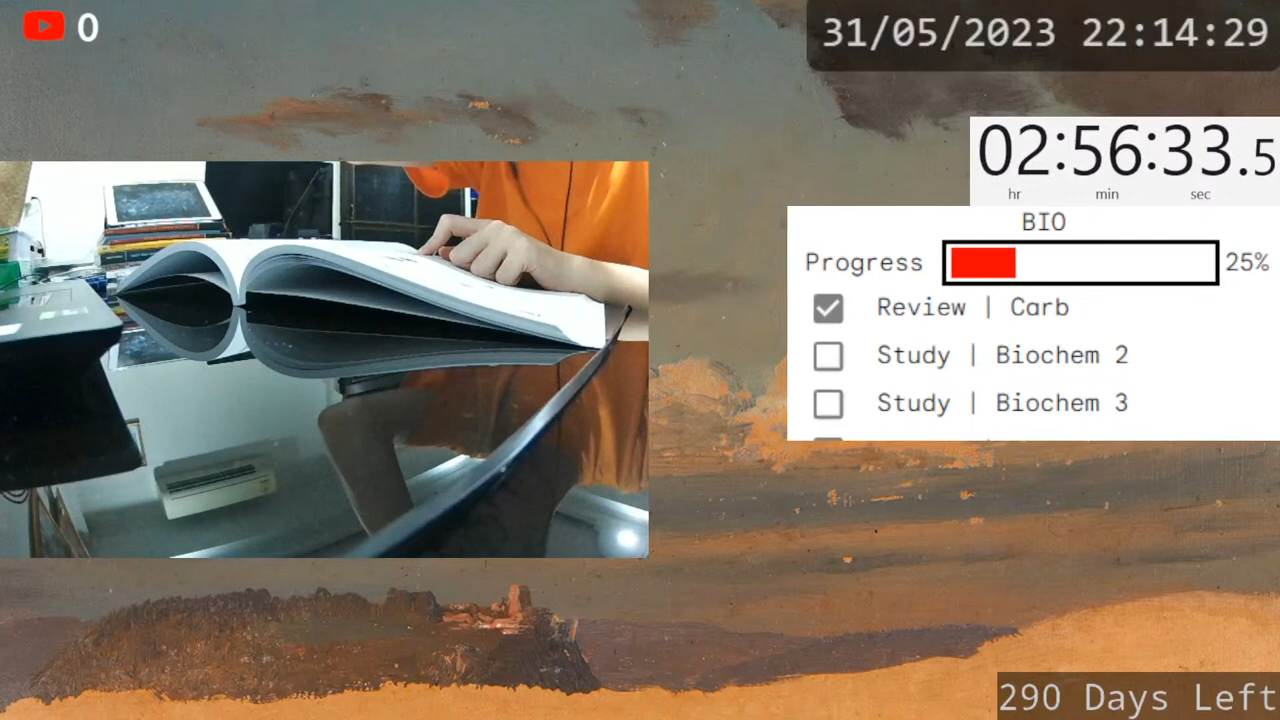 0
31/05/2023 22:14:29
02:56:33.5
hr min sec
BIO
Progress 25%
Review | Carb
Study | Biochem 2
Study | Biochem 3
290 Days Left